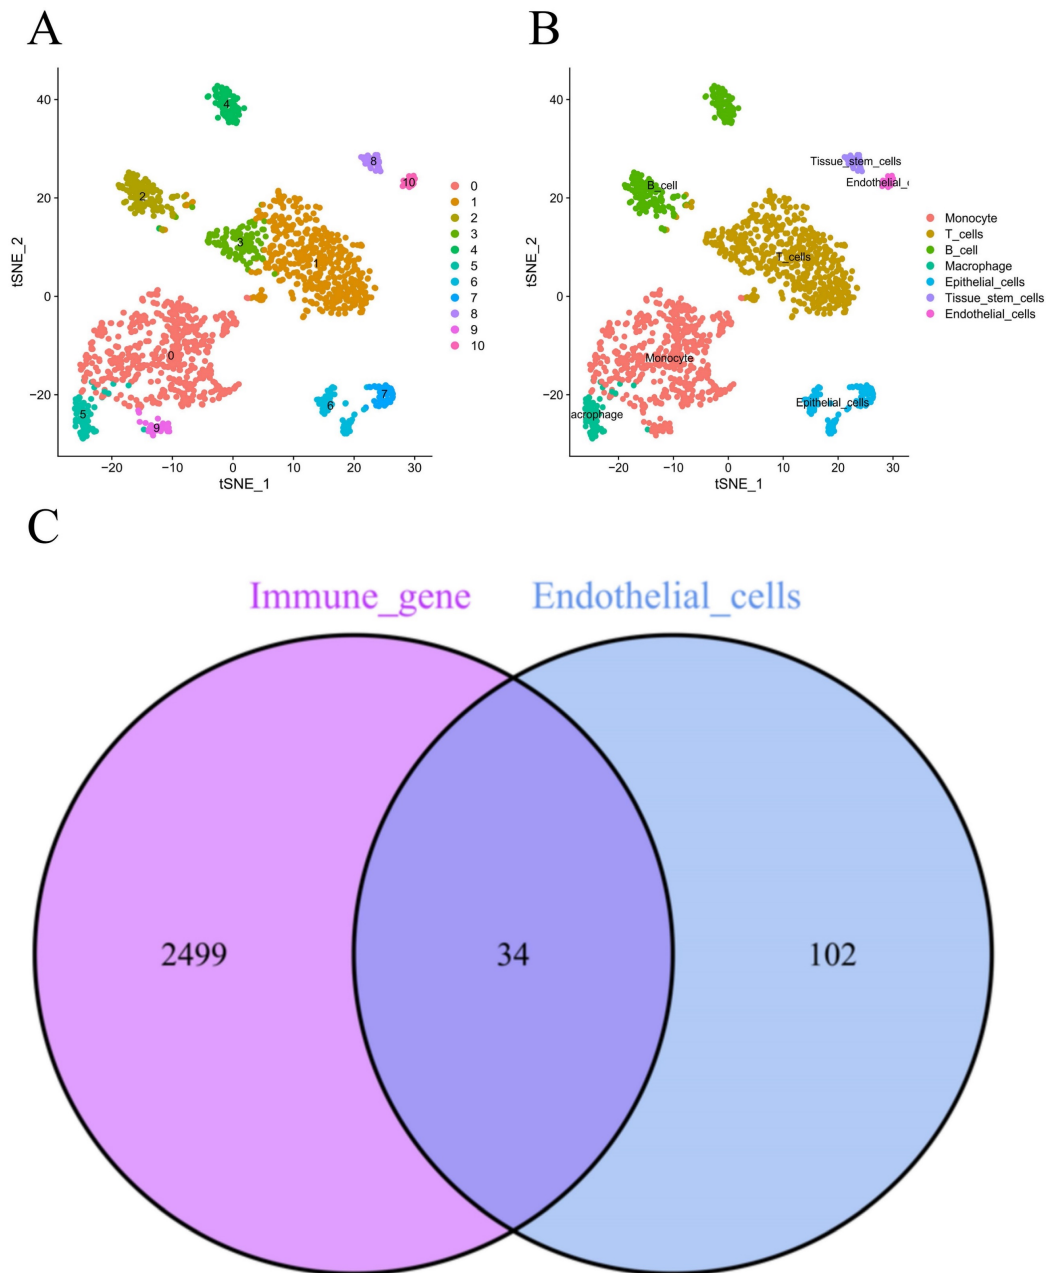 A
B
40
20
0
−20
tSNE_2
−20
−10
0
10
20
30
tSNE_1
4
8
10
2
3
1
0
5
9
6
7
0
1
2
3
4
5
6
7
8
9
10
40
20
0
−20
tSNE_2
−20
−10
0
10
20
30
tSNE_1
Tissue_stem_cells
Endothelial_c
B_cell
T_cells
Monocyte
acrophage
Epithelial_cells
Monocyte
T_cells
B_cell
Macrophage
Epithelial_cells
Tissue_stem_cells
Endothelial_cells
C
Immune_gene Endothelial_cells
2499 34 102